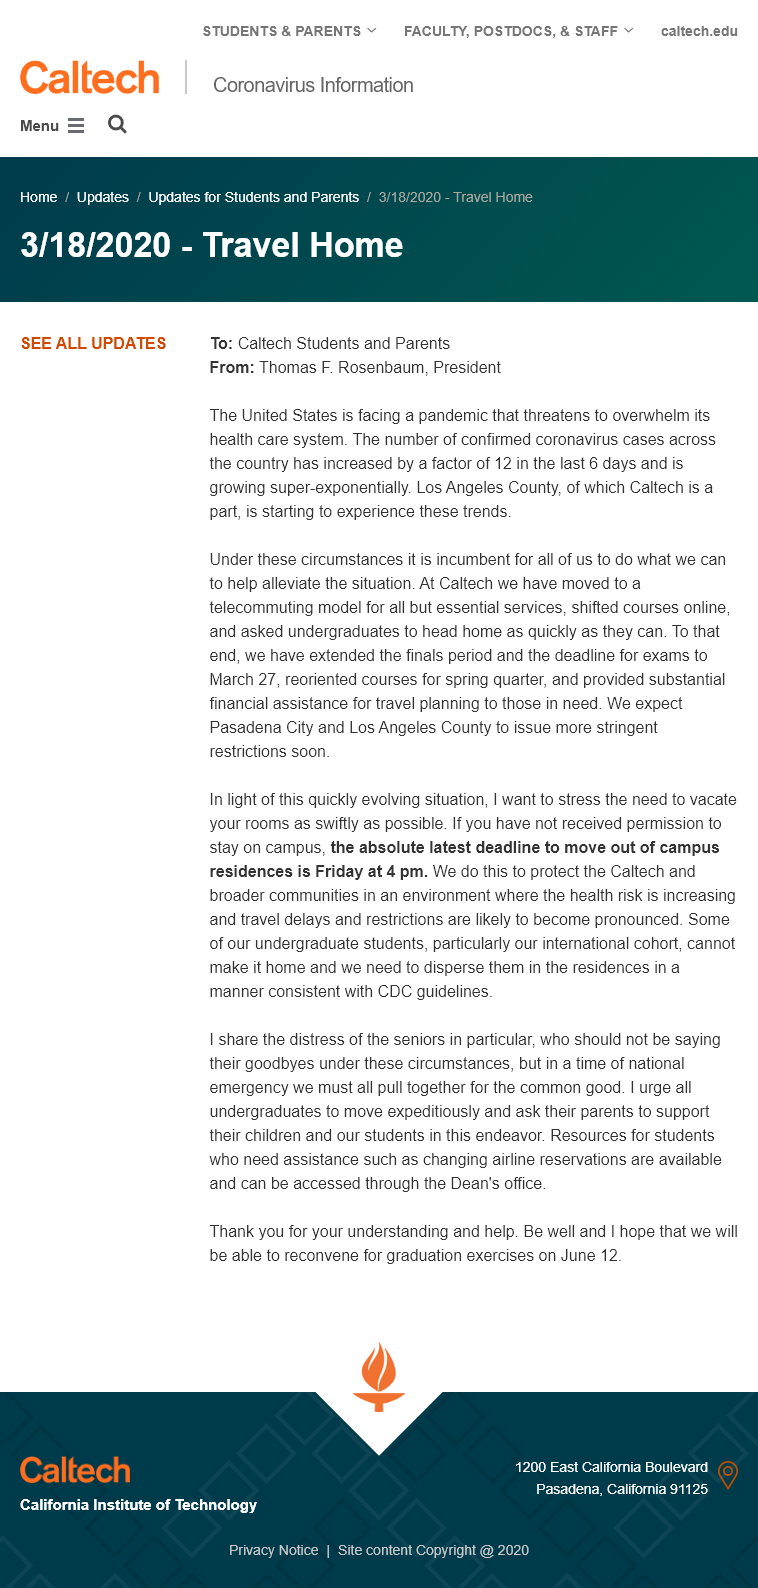 STUDENTS & PARENTS FACULTY, POSTDOCS, & STAFF caltech.edu
Caltech Coronavirus Information
Menu
Home / Updates / Updates for Students and Parents / 3/18/2020 - Travel Home
3/18/2020 - Travel Home
SEE ALL UPDATES
To: Caltech Students and Parents
From: Thomas F. Rosenbaum, President
The United States is facing a pandemic that threatens to overwhelm its
health care system. The number of confirmed coronavirus cases across
the country has increased by a factor of 12 in the last 6 days and is
growing super-exponentially. Los Angeles County, of which Caltech is a
part, is starting to experience these trends.
Under these circumstances it is incumbent for all of us to do what we can
to help alleviate the situation. At Caltech we have moved to a
telecommuting model for all but essential services, shifted courses online,
and asked undergraduates to head home as quickly as they can. To that
end, we have extended the finals period and the deadline for exams to
March 27, reoriented courses for spring quarter, and provided substantial
financial assistance for travel planning to those in need. We expect
Pasadena City and Los Angeles County to issue more stringent
restrictions soon.
In light of this quickly evolving situation, I want to stress the need to vacate
your rooms as swiftly as possible. If you have not received permission to
stay on campus, the absolute latest deadline to move out of campus
residences is Friday at 4 pm. We do this to protect the Caltech and
broader communities in an environment where the health risk is increasing
and travel delays and restrictions are likely to become pronounced. Some
of our undergraduate students, particularly our international cohort, cannot
make it home and we need to disperse them in the residences in a
manner consistent with CDC guidelines.
I share the distress of the seniors in particular, who should not be saying
their goodbyes under these circumstances, but in a time of national
emergency we must all pull together for the common good. I urge all
undergraduates to move expeditiously and ask their parents to support
their children and our students in this endeavor. Resources for students
who need assistance such as changing airline reservations are available
and can be accessed through the Dean's office.
Thank you for your understanding and help. Be well and I hope that we will
be able to reconvene for graduation exercises on June 12.
Caltech
California Institute of Technology
1200 East California Boulevard
Pasadena, California 91125
Privacy Notice | Site content Copyright @ 2020